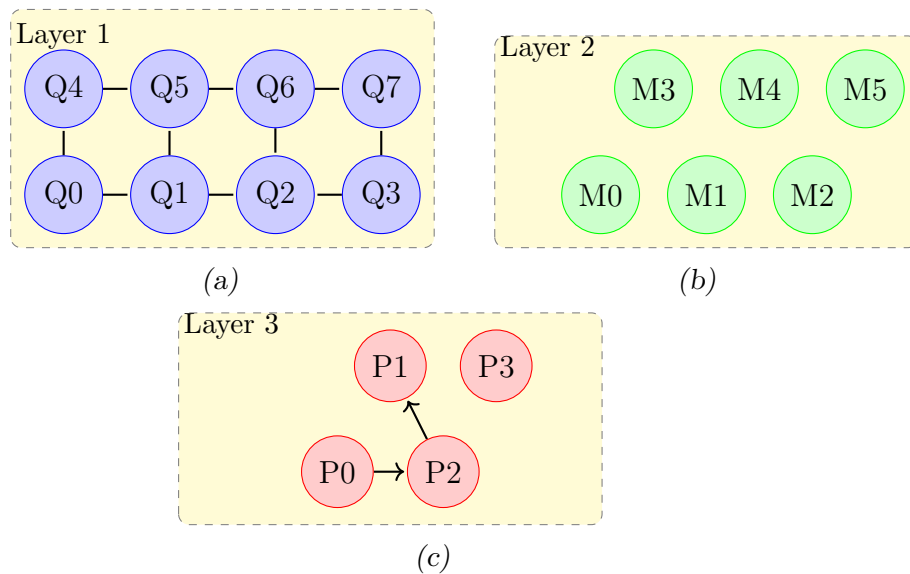 Layer 1
Q4 Q5 Q6 Q7
Q0 Q1 Q2 Q3
(a)
Layer 2
M3 M4 M5
M0 M1 M2
(b)
Layer 3
P1 P3
P0 P2
(c)